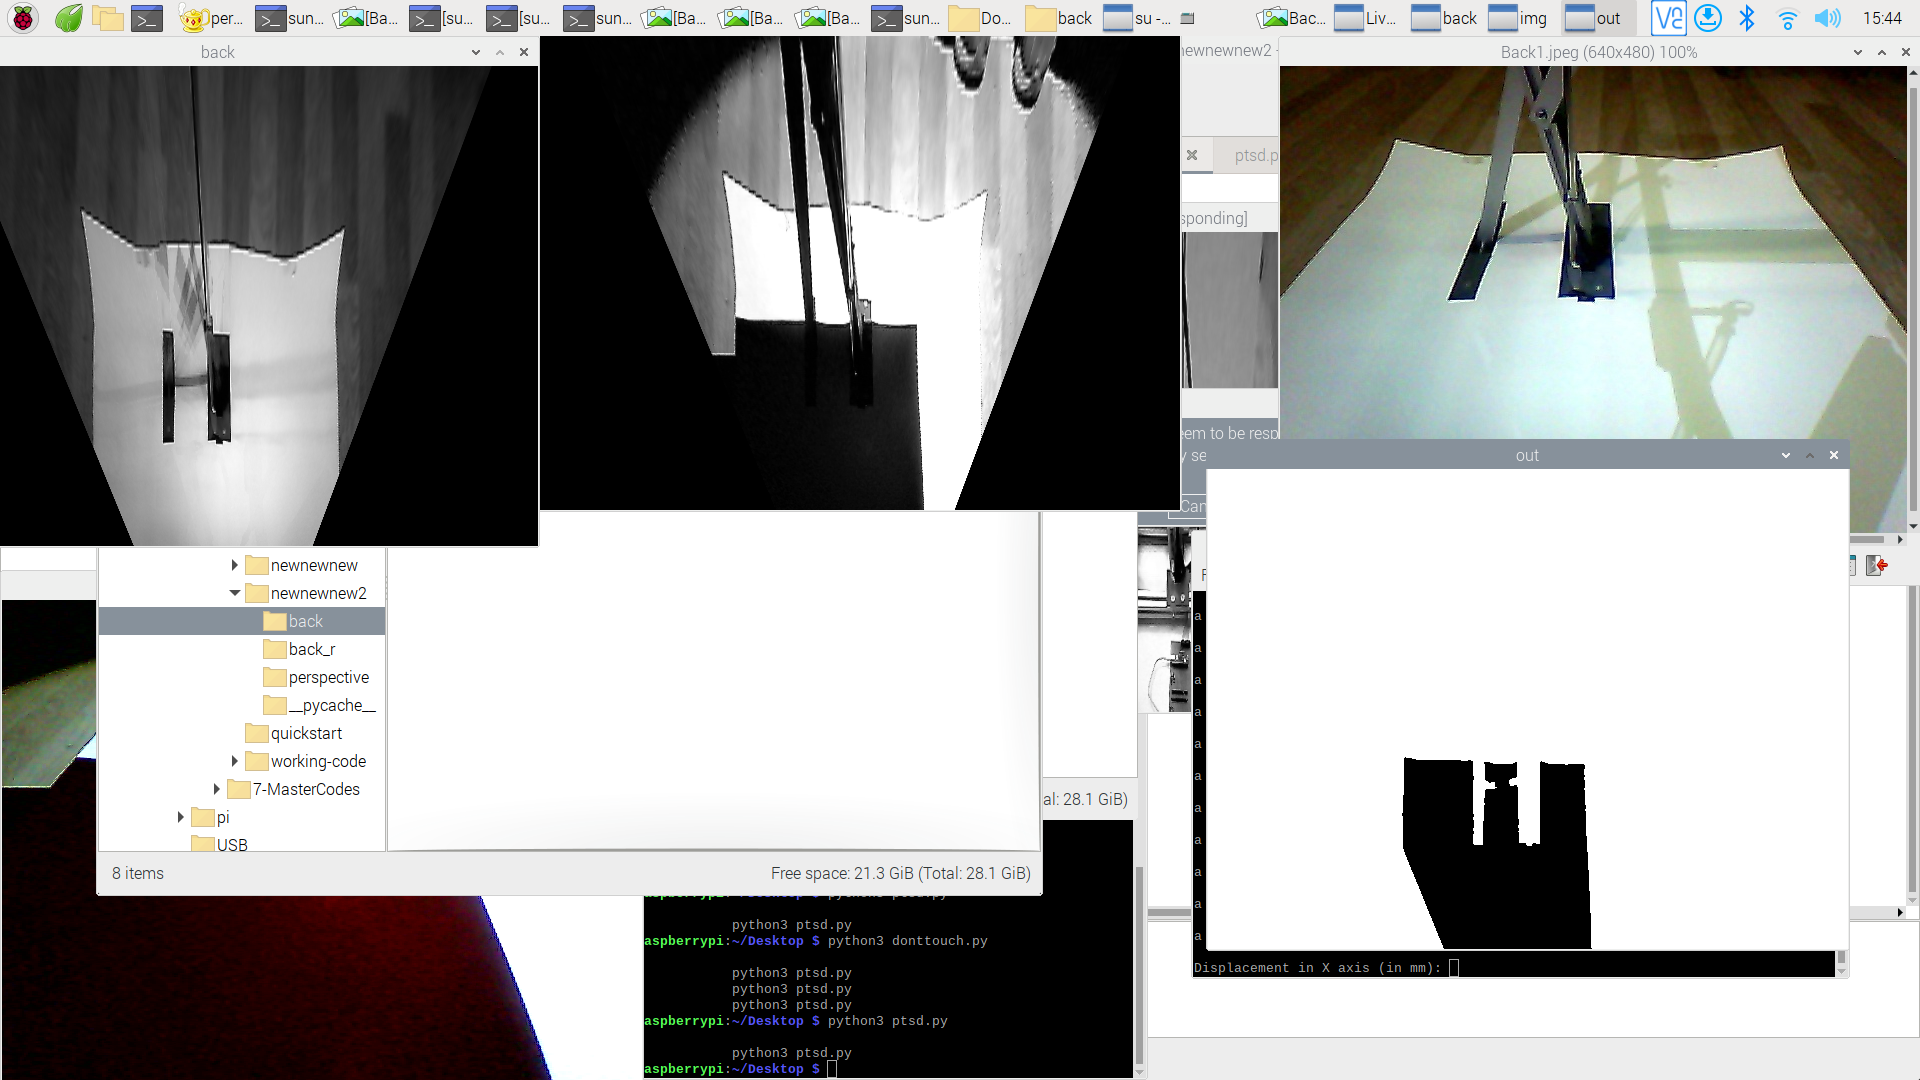 per... sun... [Ba... [su... [su... sun... [Ba... [Ba... [Ba... sun... Do... back su -... Bac... Liv... back img out 15:44
back
newnewnew2
Back1.jpeg (640x480) 100%
ptsd.p
sponding]
eem to be resp
y se
Can
out
newnewnew
newnewnew2
back
back_r
perspective
__pycache__
quickstart
working-code
7-MasterCodes
pi
USB
8 items
Free space: 21.3 GiB (Total: 28.1 GiB)
al: 28.1 GiB)
python3 ptsd.py
aspberrypi:~/Desktop $ python3 donttouch.py
python3 ptsd.py
python3 ptsd.py
python3 ptsd.py
aspberrypi:~/Desktop $ python3 ptsd.py
python3 ptsd.py
aspberrypi:~/Desktop $
a
a
a
a
a
a
a
a
a
a
a
Displacement in X axis (in mm):